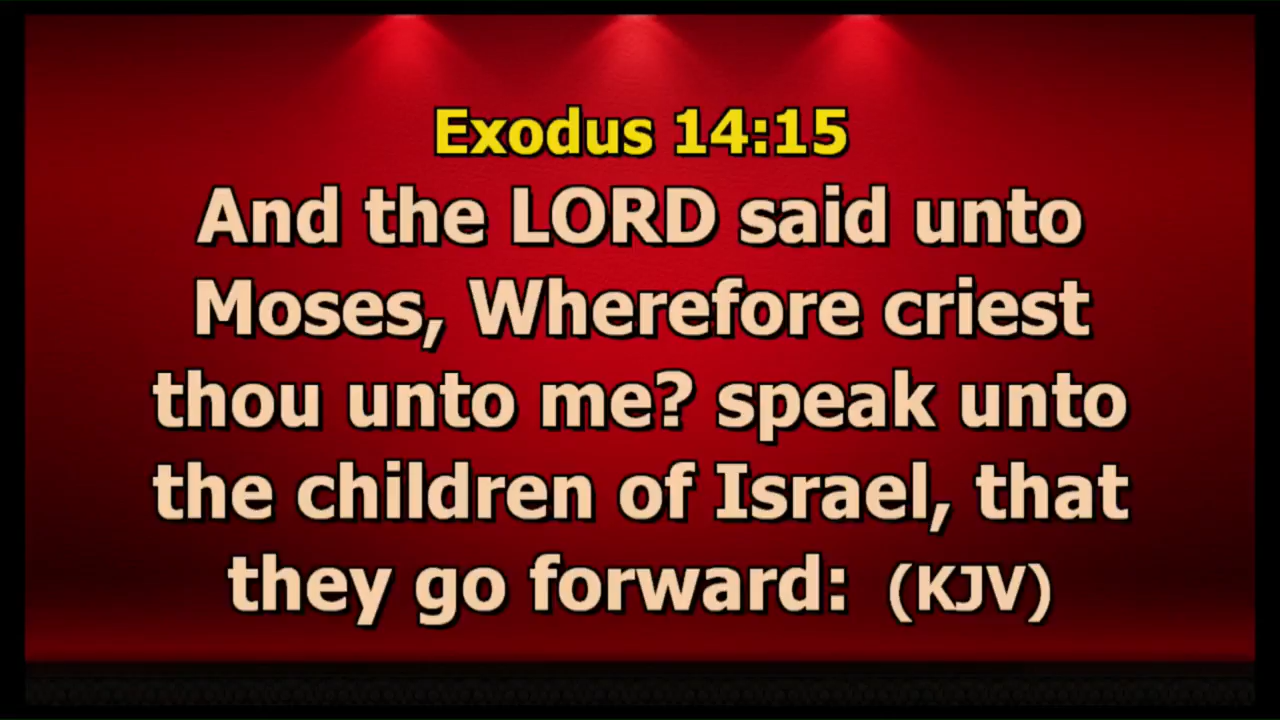 Exodus 14:15
And the LORD said unto
Moses, Wherefore criest
thou unto me? speak unto
the children of Israel, that
they go forward: (KJV)